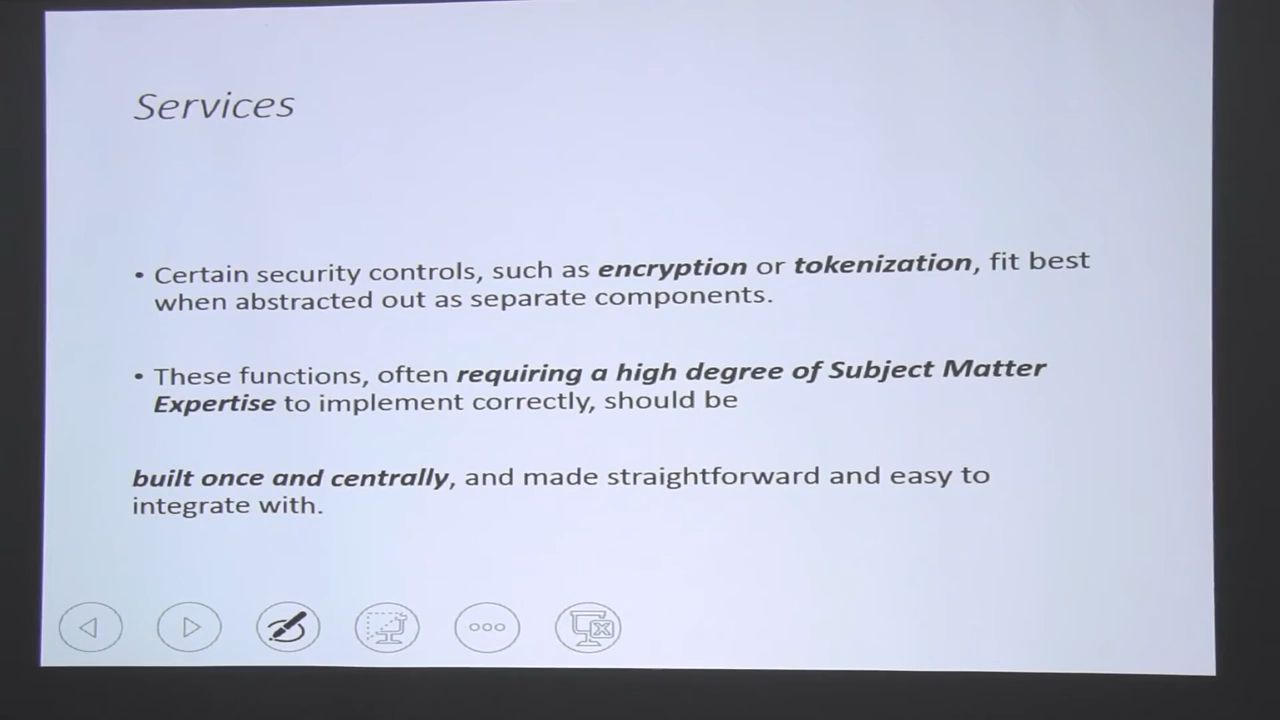 Services
• Certain security controls, such as encryption or tokenization, fit best
when abstracted out as separate components.
• These functions, often requiring a high degree of Subject Matter
Expertise to implement correctly, should be
built once and centrally, and made straightforward and easy to
integrate with.